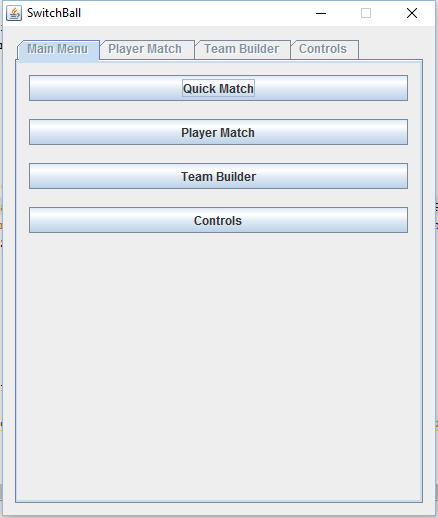 SwitchBall
Main Menu Player Match Team Builder Controls
Quick Match
Player Match
Team Builder
Controls